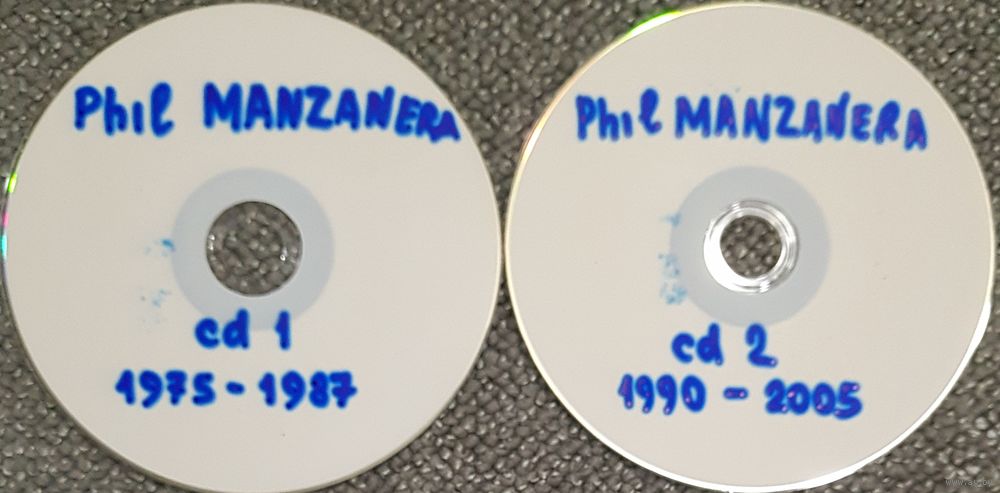 Phil MANZANERA
cd 1
1975 - 1987
Phil MANZANERA
cd 2
1990 - 2005